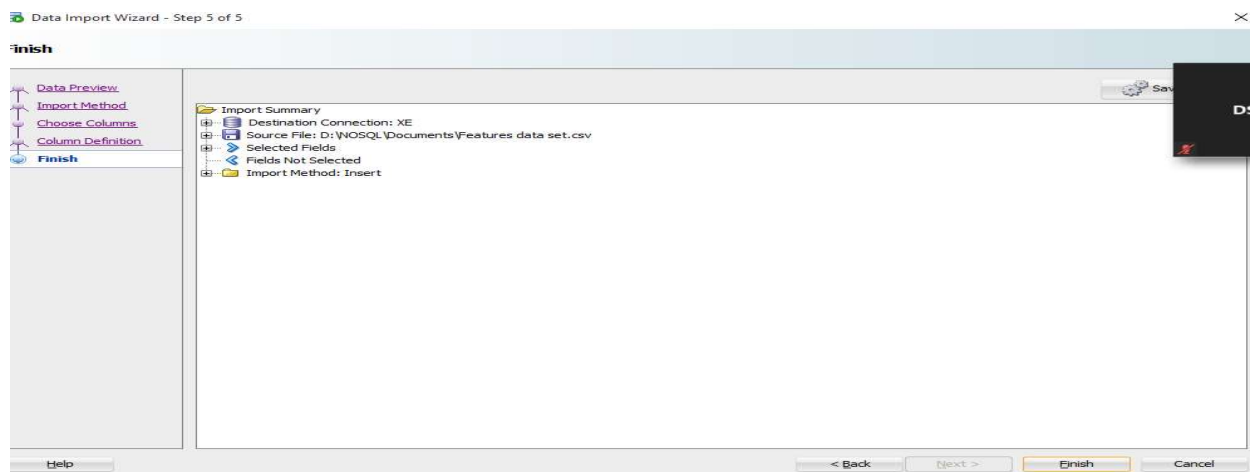 Data Import Wizard - Step 5 of 5
Finish
Data Preview
Import Method
Choose Columns
Column Definition
Finish
Sav
DS
Import Summary
Destination Connection: XE
Source File: D:\NOSQL\Documents\Features data set.csv
Selected Fields
Fields Not Selected
Import Method: Insert
Help
< Back
Next >
Finish
Cancel